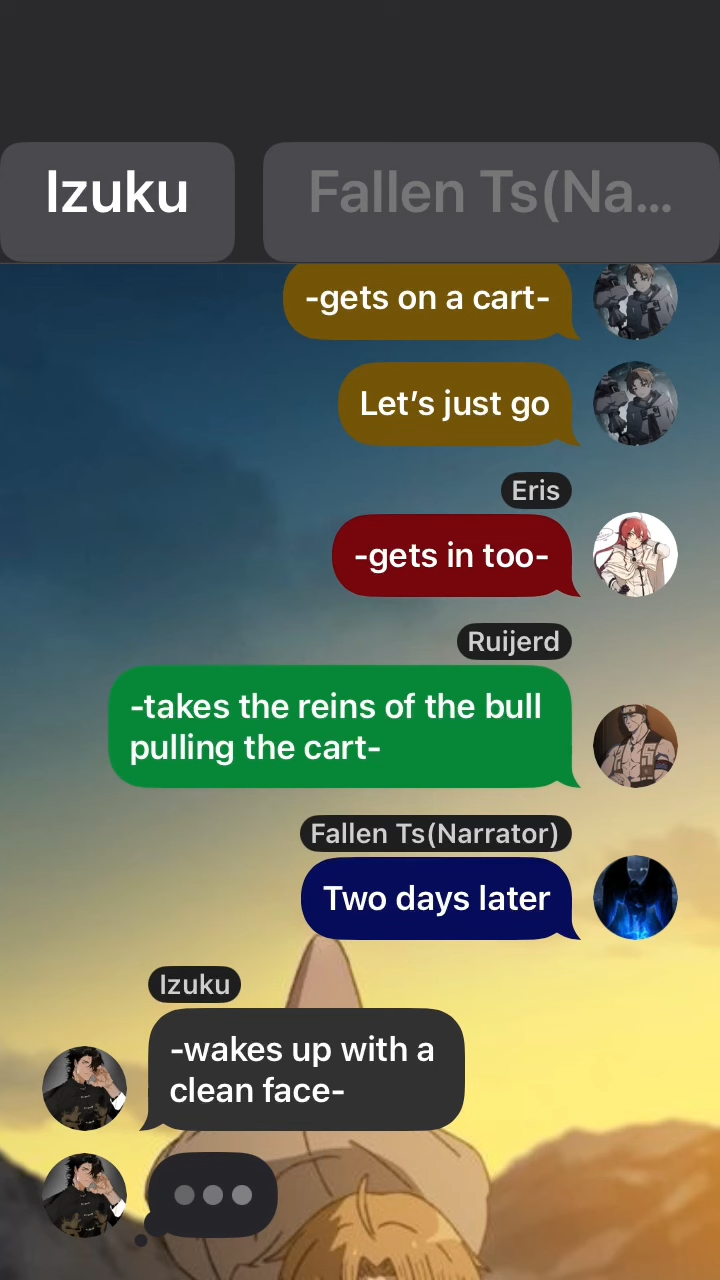 Izuku
Fallen Ts(Na...
-gets on a cart-
Let’s just go
Eris
-gets in too-
Ruijerd
-takes the reins of the bull
pulling the cart-
Fallen Ts(Narrator)
Two days later
Izuku
-wakes up with a
clean face-